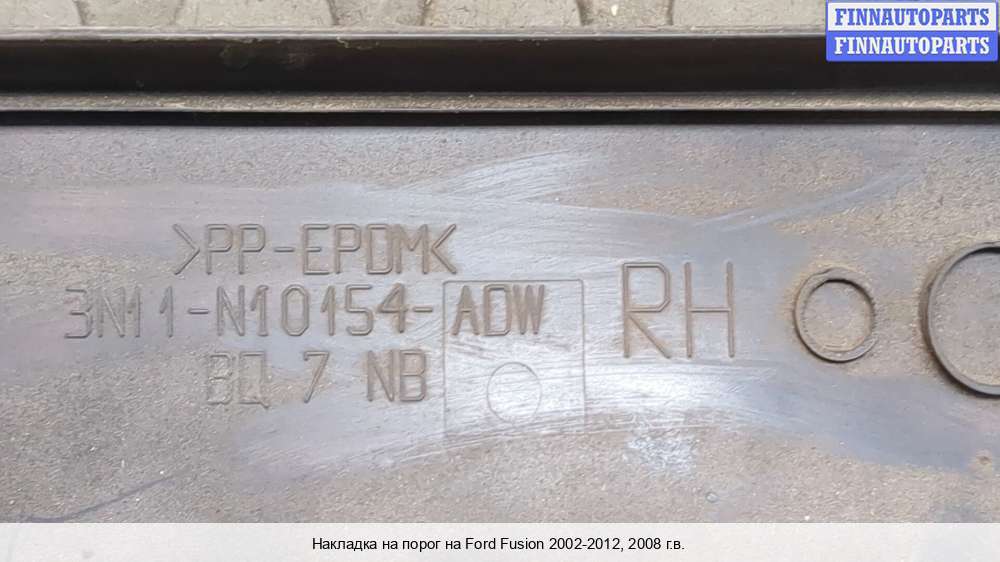 FINNAUTOPARTS
FINNAUTOPARTS
>PP-EPDM<
3N11-N10154-ADW
RH
7 NB
Накладка на порог на Ford Fusion 2002-2012, 2008 г.в.